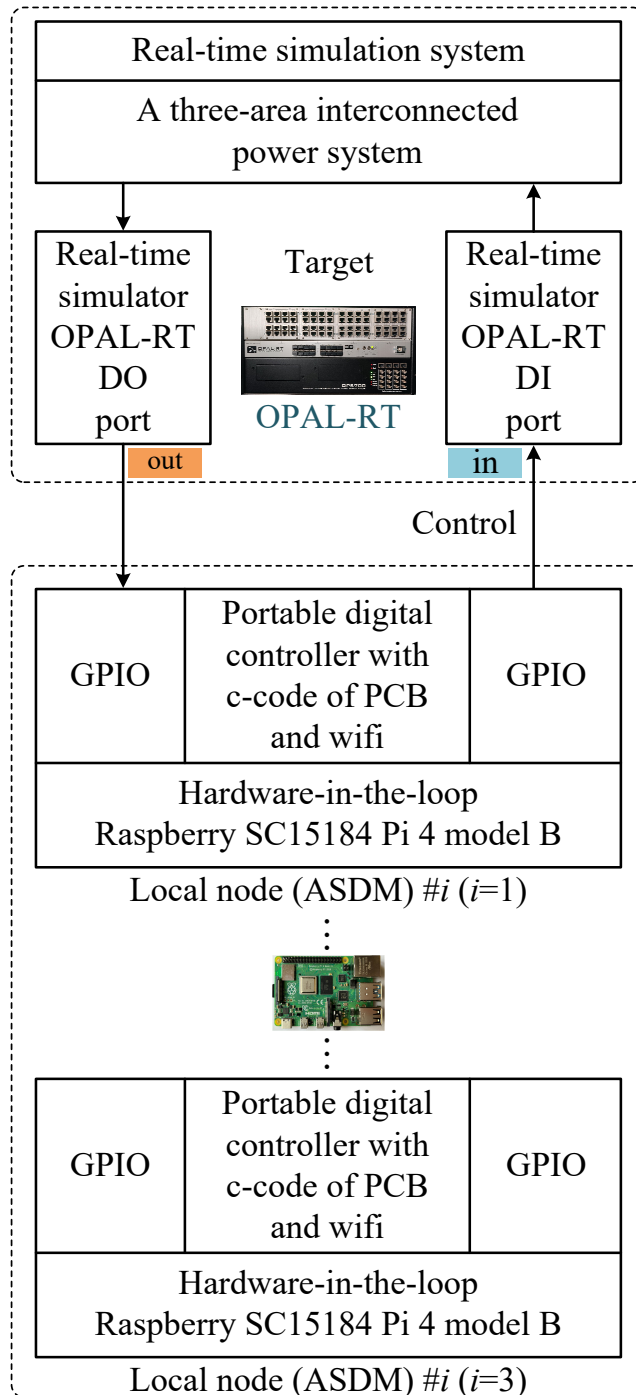 Real-time simulation system
A three-area interconnected
power system
Real-time
simulator
OPAL-RT
DO
port
Target
OPAL-RT
OPAL-RT
Real-time
simulator
OPAL-RT
DI
port
out
in
Control
GPIO
Portable digital
controller with
c-code of PCB
and wifi
GPIO
Hardware-in-the-loop
Raspberry SC15184 Pi 4 model B
Local node (ASDM) #i (i=1)
GPIO
Portable digital
controller with
c-code of PCB
and wifi
GPIO
Hardware-in-the-loop
Raspberry SC15184 Pi 4 model B
Local node (ASDM) #i (i=3)